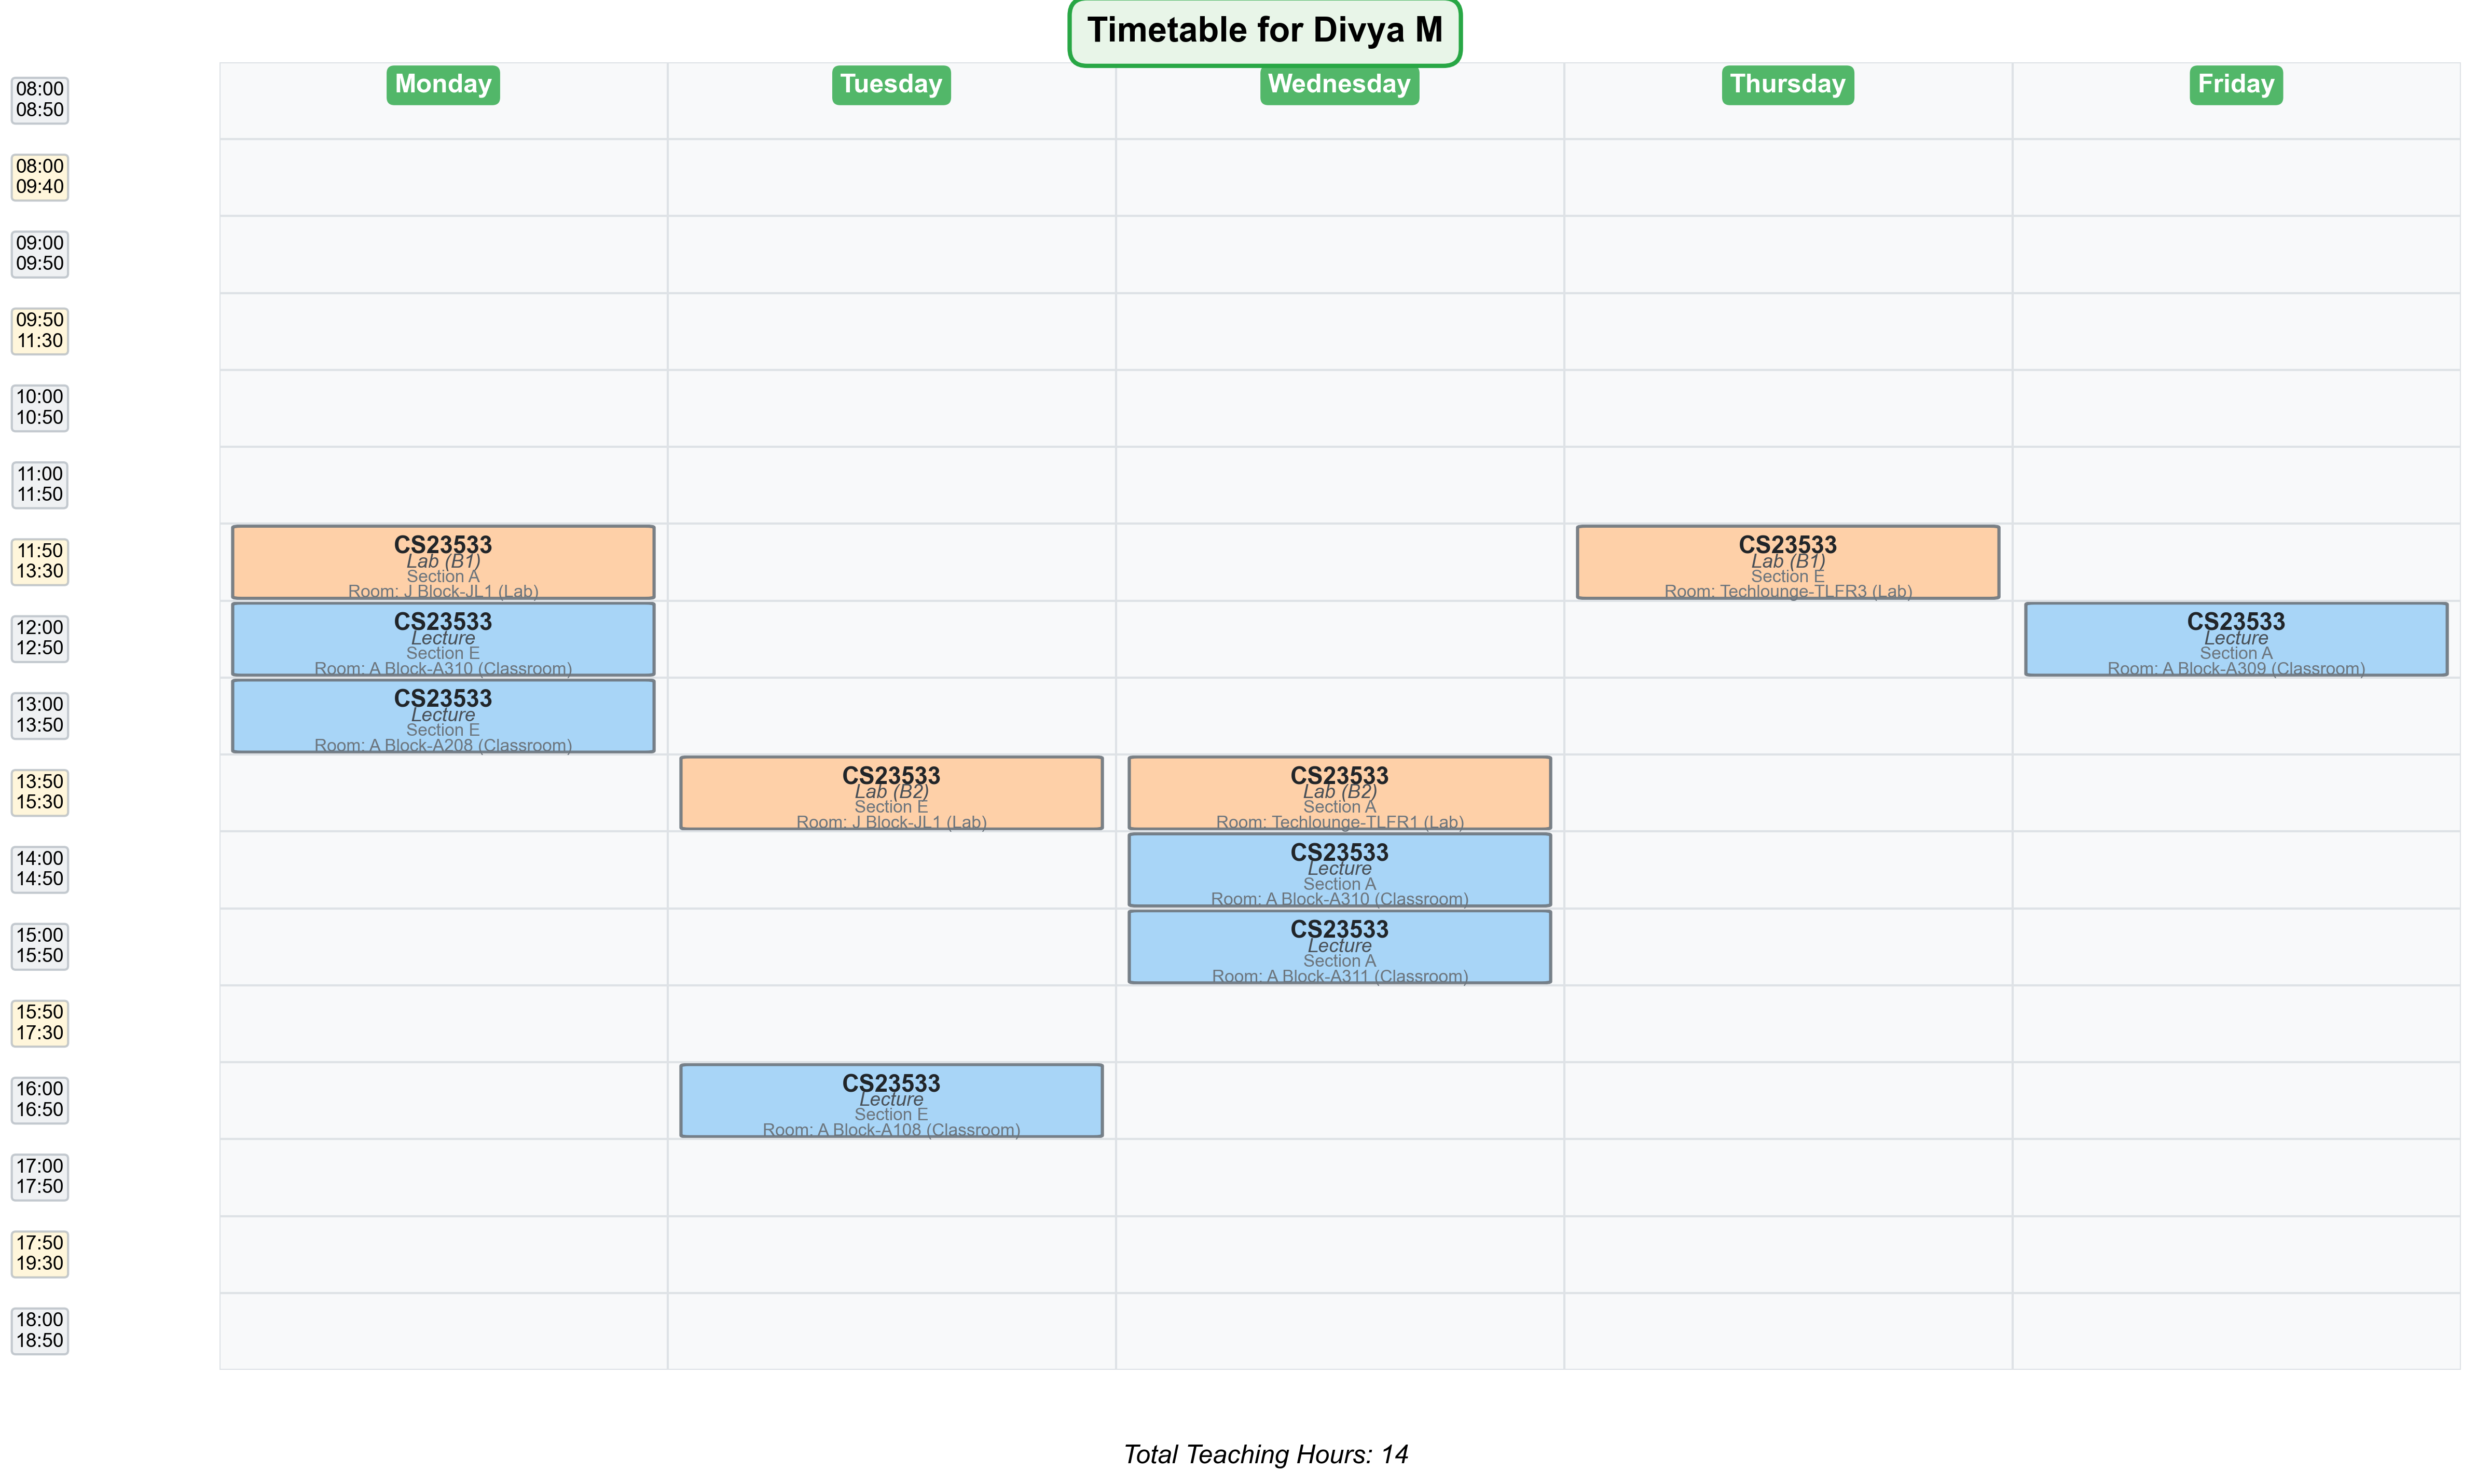 Timetable for Divya M
Monday
Tuesday
Wednesday
Thursday
Friday
08:00
08:50
08:00
09:40
09:00
09:50
09:50
11:30
10:00
10:50
11:00
11:50
11:50
13:30
CS23533
Lab (B1)
Section A
Room: J Block-JL1 (Lab)
CS23533
Lab (B1)
Section E
Room: Techlounge-TLFR3 (Lab)
12:00
12:50
CS23533
Lecture
Section E
Room: A Block-A310 (Classroom)
CS23533
Lecture
Section A
Room: A Block-A309 (Classroom)
13:00
13:50
CS23533
Lecture
Section E
Room: A Block-A208 (Classroom)
13:50
15:30
CS23533
Lab (B2)
Section E
Room: J Block-JL1 (Lab)
CS23533
Lab (B2)
Section A
Room: Techlounge-TLFR1 (Lab)
14:00
14:50
CS23533
Lecture
Section A
Room: A Block-A310 (Classroom)
15:00
15:50
CS23533
Lecture
Section A
Room: A Block-A311 (Classroom)
15:50
17:30
16:00
16:50
CS23533
Lecture
Section E
Room: A Block-A108 (Classroom)
17:00
17:50
17:50
19:30
18:00
18:50
Total Teaching Hours: 14